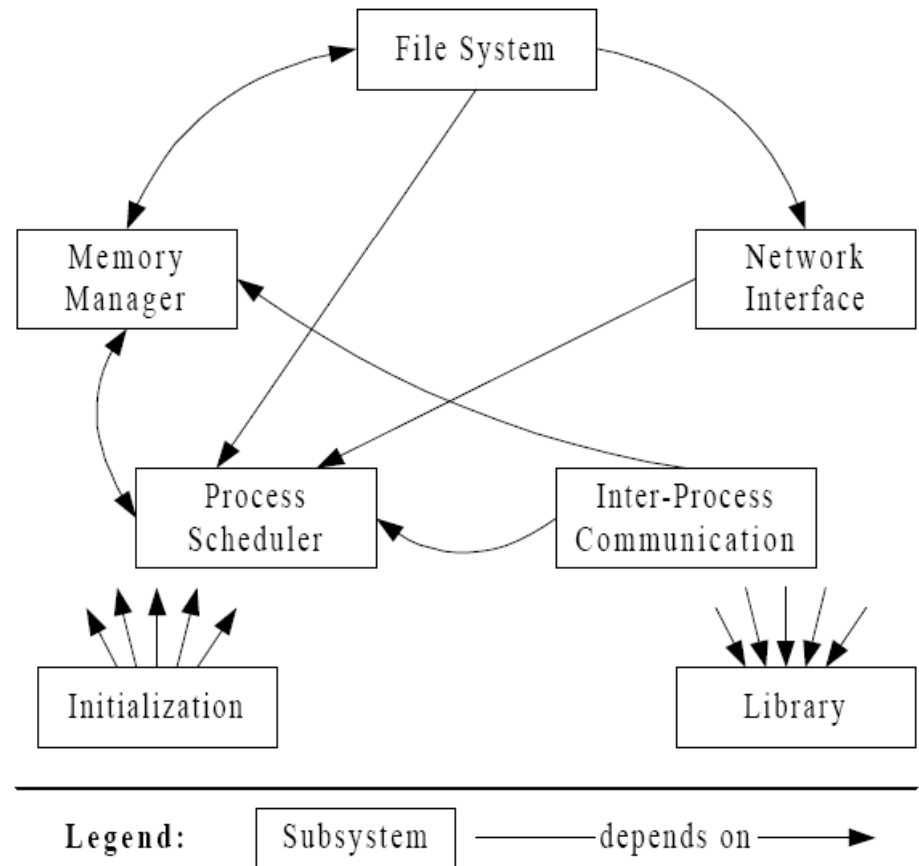 File System
Memory
Manager
Network
Interface
Process
Scheduler
Inter-Process
Communication
Initialization
Library
Legend:
Subsystem
depends on